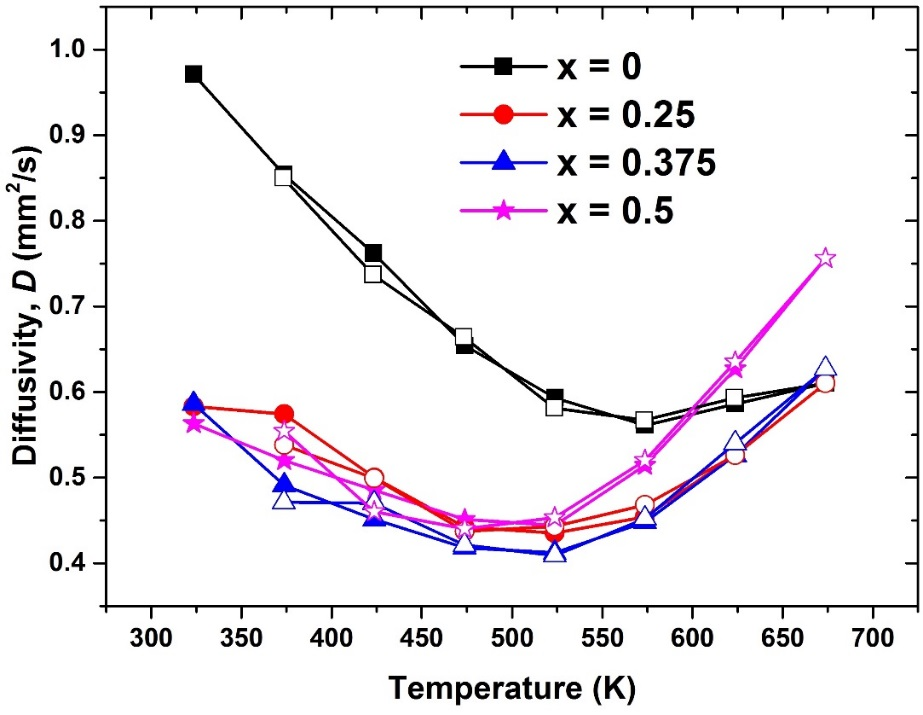 Diffusivity, D (mm²/s)
1.0
0.9
0.8
0.7
0.6
0.5
0.4
x = 0
x = 0.25
x = 0.375
x = 0.5
300 350 400 450 500 550 600 650 700
Temperature (K)